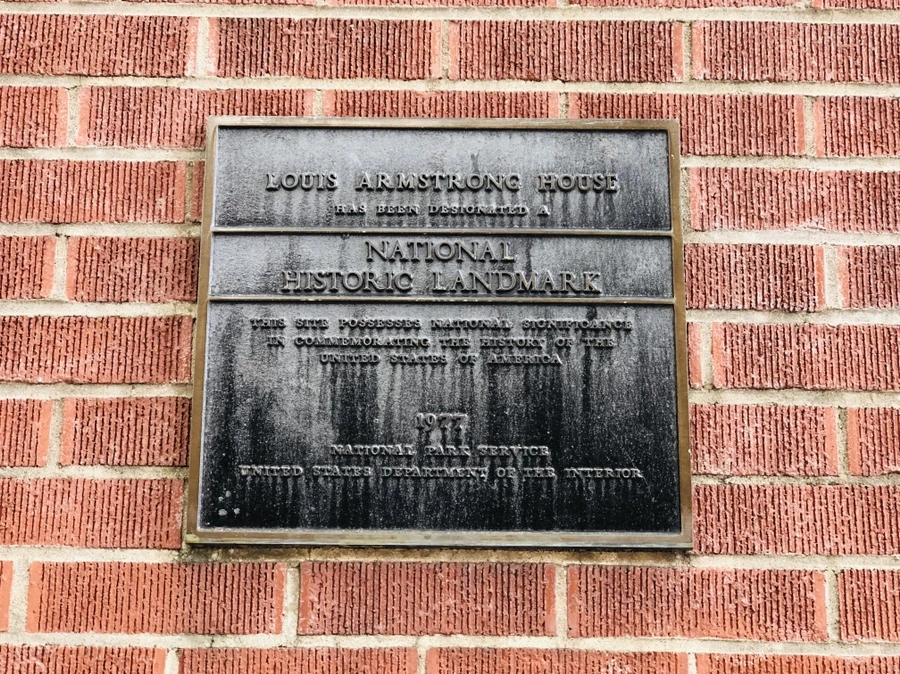 LOUIS ARMSTRONG HOUSE
HAS BEEN DESIGNATED A
NATIONAL
HISTORIC LANDMARK
THIS SITE POSSESSES NATIONAL SIGNIFICANCE
IN COMMEMORATING THE HISTORY OF THE
UNITED STATES OF AMERICA
1977
NATIONAL PARK SERVICE
UNITED STATES DEPARTMENT OF THE INTERIOR